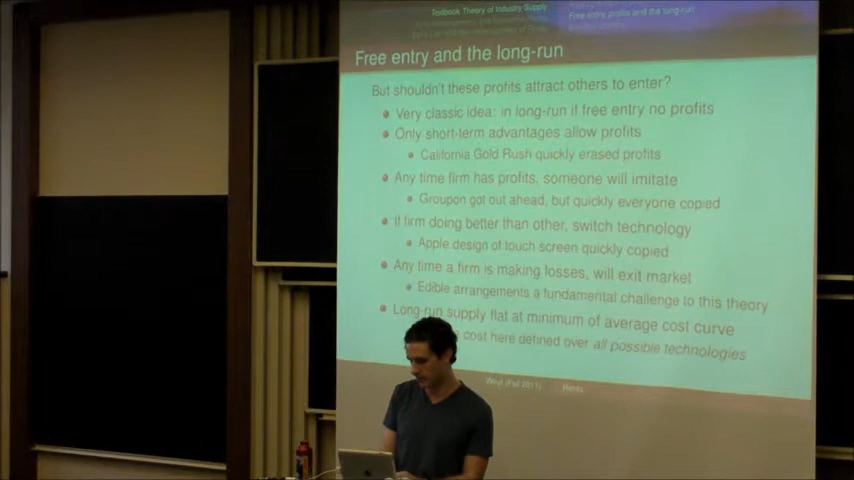 Textbook Theory of Industry Supply
Free entry profits and the long-run
Free entry and the long-run
But shouldn't these profits attract others to enter?
Very classic idea: in long-run if free entry no profits
Only short-term advantages allow profits
California Gold Rush quickly erased profits
Any time firm has profits, someone will imitate
Groupon got out ahead, but quickly everyone copied
If firm doing better than other, switch technology
Apple design of touch screen quickly copied
Any time a firm is making losses, will exit market
Edible arrangements a fundamental challenge to this theory
Long-run supply flat at minimum of average cost curve
cost here defined over all possible technologies
Weyl (Fall 2011) Rents